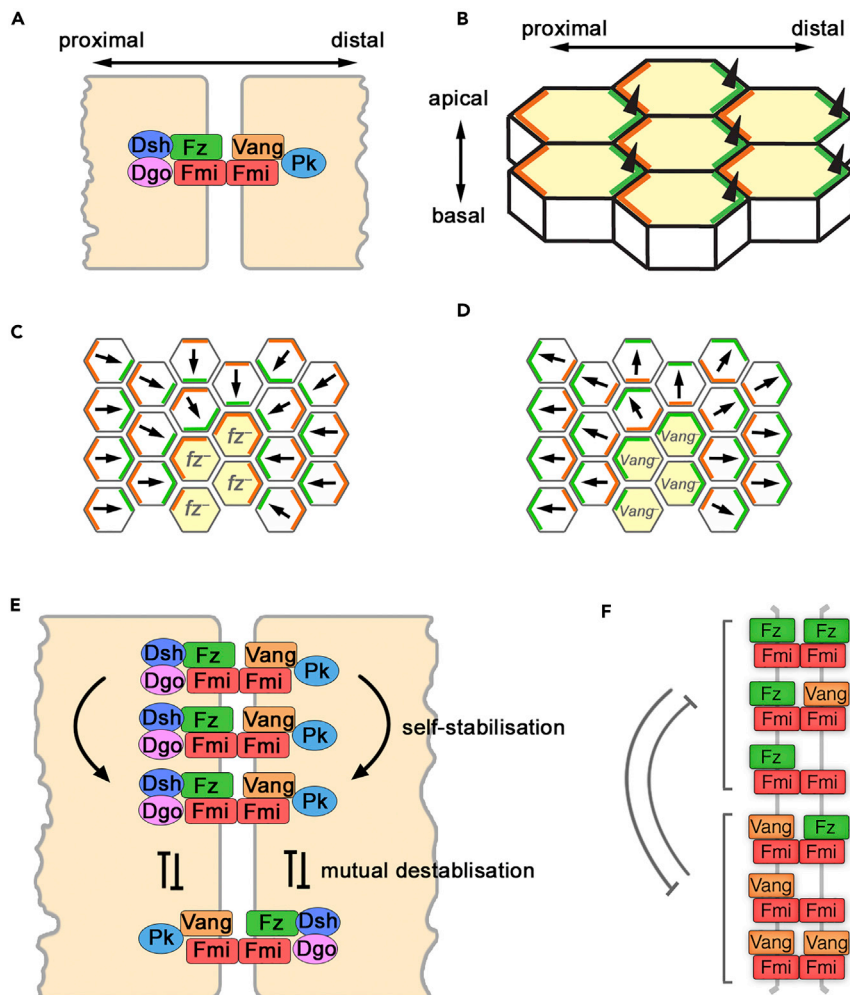 A
proximal
distal
Dsh
Fz
Vang
Dgo
Fmi
Fmi
Pk
B
proximal
distal
apical
basal
C
fz⁻
fz⁻
fz⁻
fz⁻
D
Vang⁻
Vang⁻
Vang⁻
Vang⁻
E
Dsh
Fz
Vang
Dgo
Fmi
Fmi
Pk
Dsh
Fz
Vang
Dgo
Fmi
Fmi
Pk
Dsh
Fz
Vang
Dgo
Fmi
Fmi
Pk
self-stabilisation
mutual destablisation
Vang
Fz
Dsh
Pk
Fmi
Fmi
Dgo
F
Fz
Fz
Fmi
Fmi
Fz
Vang
Fmi
Fmi
Fz
Fmi
Fmi
Vang
Fz
Fmi
Fmi
Vang
Fmi
Fmi
Vang
Vang
Fmi
Fmi